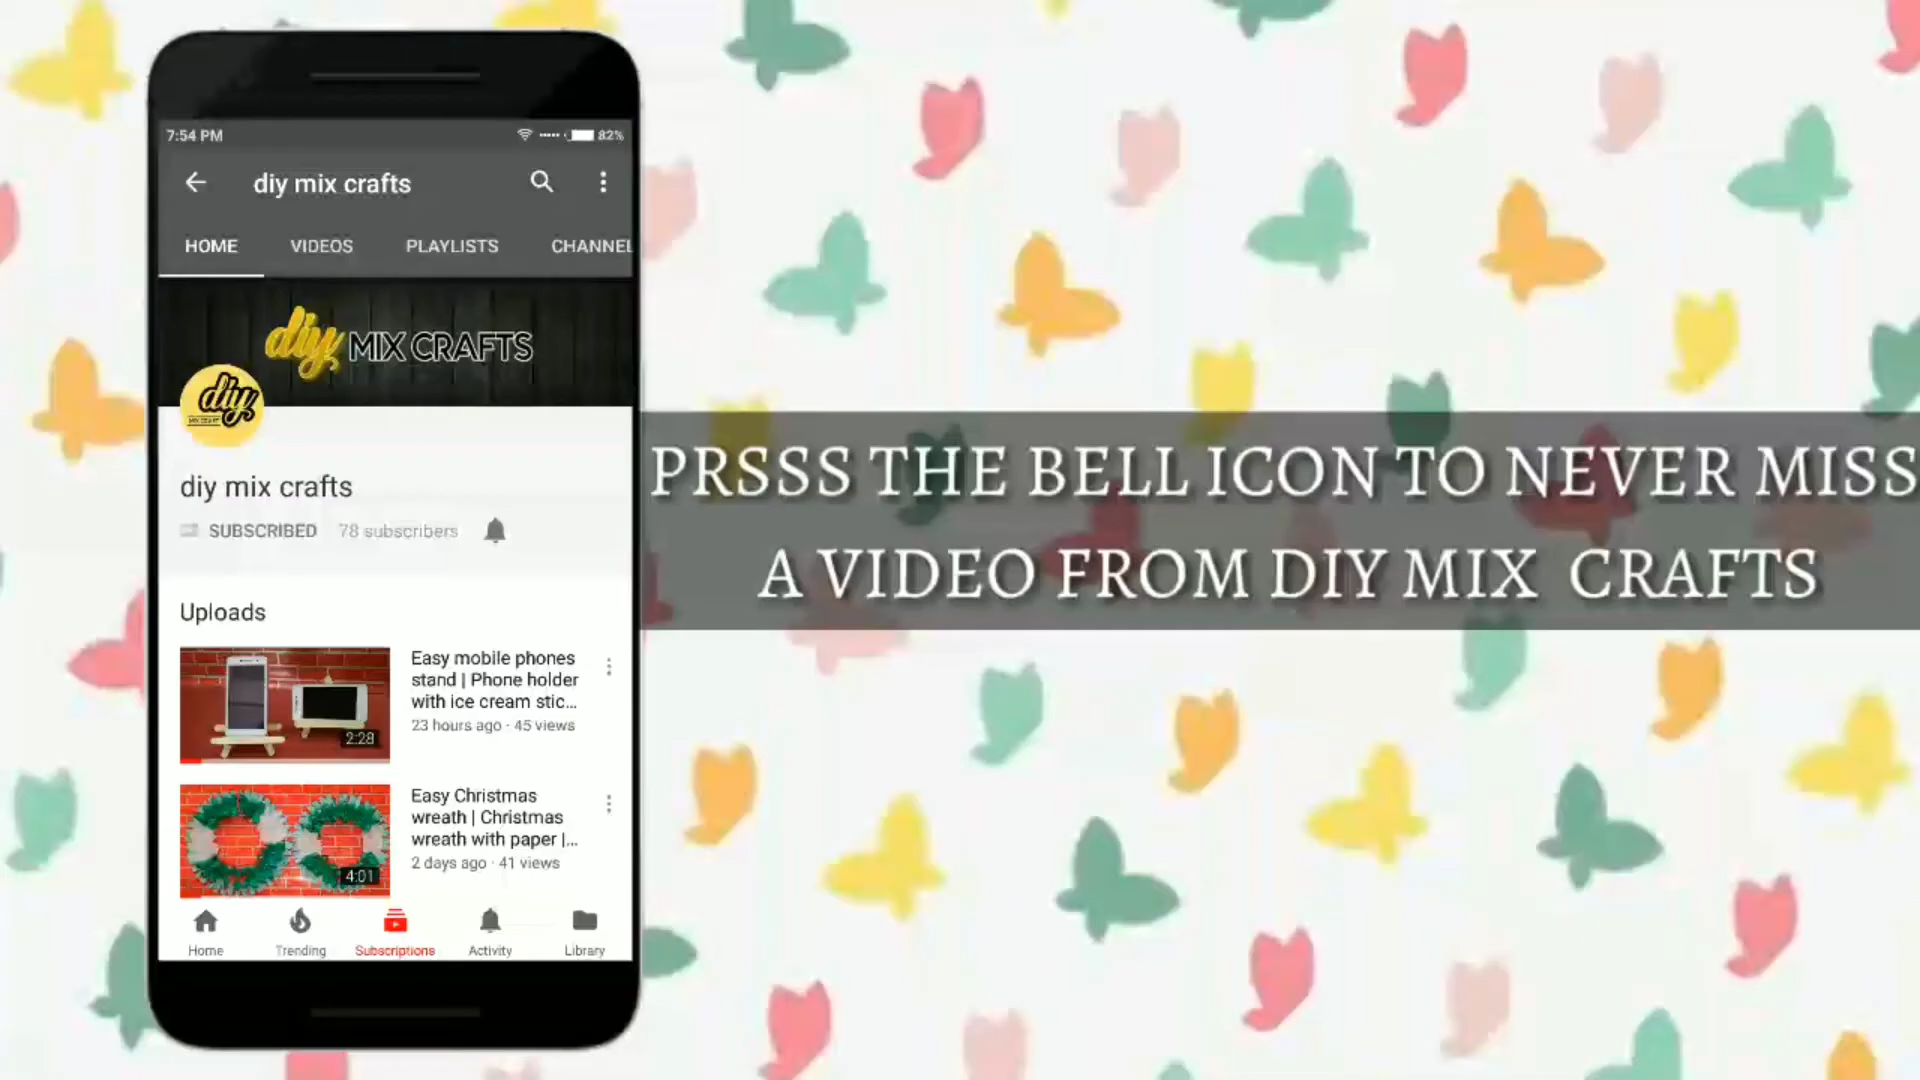 7:54 PM
82%
diy mix crafts
HOME VIDEOS PLAYLISTS CHANNEL
diy MIX CRAFTS
diy
diy mix crafts
SUBSCRIBED 78 subscribers
Uploads
Easy mobile phones
stand | Phone holder
with ice cream stic...
23 hours ago · 45 views
2:28
Easy Christmas
wreath | Christmas
wreath with paper |...
2 days ago · 41 views
4:01
Home Trending Subscriptions Activity Library
PRSSS THE BELL ICON TO NEVER MISS
A VIDEO FROM DIY MIX CRAFTS